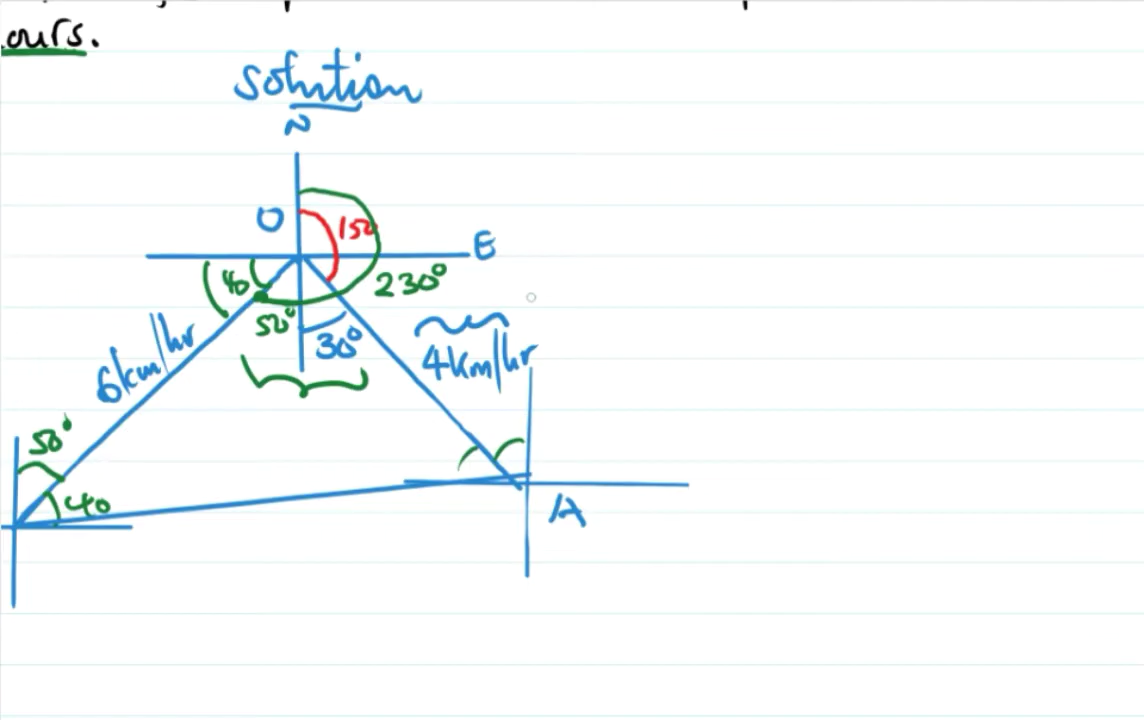 ours.
Solution
N
O
150
E
40
230°
50°
30°
6km/hr
4km/hr
50°
40
A